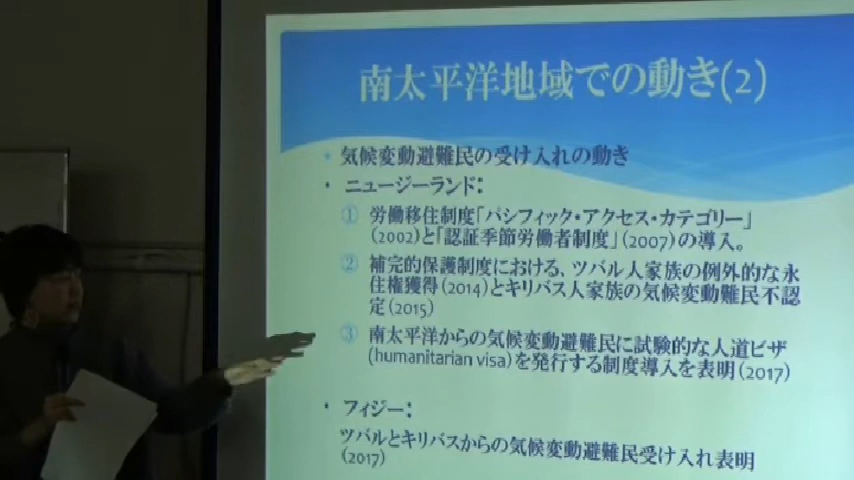 南太平洋地域での動き(2)
気候変動避難民の受け入れの動き
• ニュージーランド：
① 労働移住制度「パシフィック・アクセス・カテゴリー」
(2002)と「認証季節労働者制度」(2007)の導入。
② 補完的保護制度における、ツバル人家族の例外的な永
住権獲得(2014)とキリバス人家族の気候変動難民不認
定(2015)
③ 南太平洋からの気候変動避難民に試験的な人道ビザ
(humanitarian visa)を発行する制度導入を表明(2017)
• フィジー：
ツバルとキリバスからの気候変動避難民受け入れ表明
(2017)